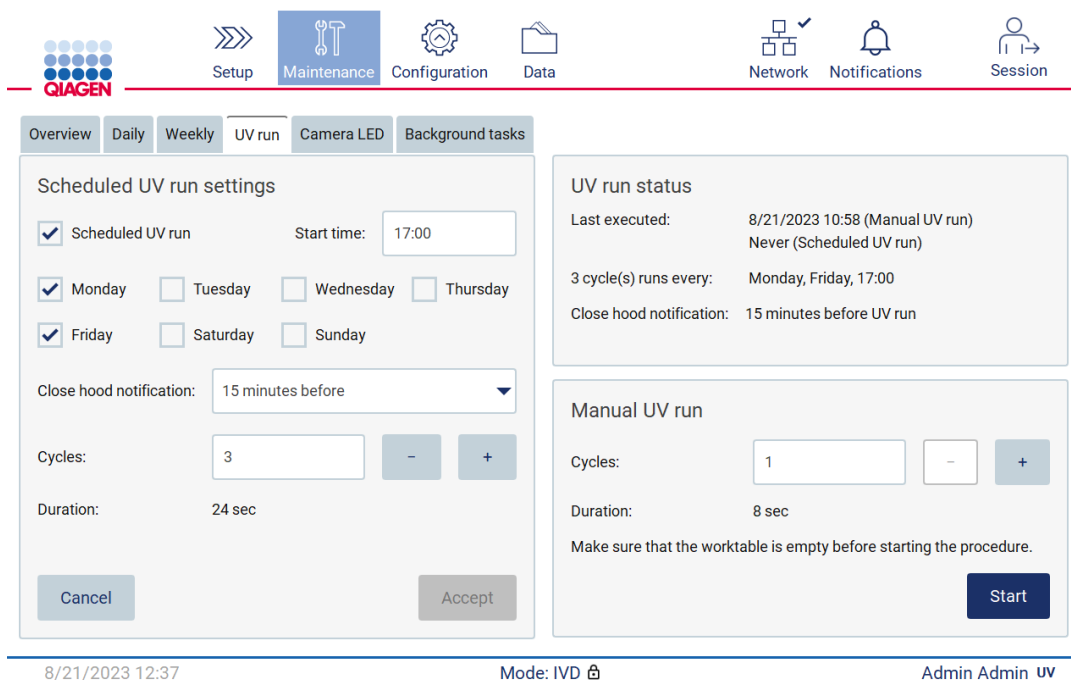 QIAGEN
Setup
Maintenance
Configuration
Data
Network
Notifications
Session
Overview
Daily
Weekly
UV run
Camera LED
Background tasks
Scheduled UV run settings
Scheduled UV run
Start time:
17:00
Monday
Tuesday
Wednesday
Thursday
Friday
Saturday
Sunday
Close hood notification:
15 minutes before
Cycles:
3
−
+
Duration:
24 sec
Cancel
Accept
UV run status
Last executed:
8/21/2023 10:58 (Manual UV run)
Never (Scheduled UV run)
3 cycle(s) runs every:
Monday, Friday, 17:00
Close hood notification:
15 minutes before UV run
Manual UV run
Cycles:
1
−
+
Duration:
8 sec
Make sure that the worktable is empty before starting the procedure.
Start
8/21/2023 12:37
Mode: IVD
Admin Admin UV